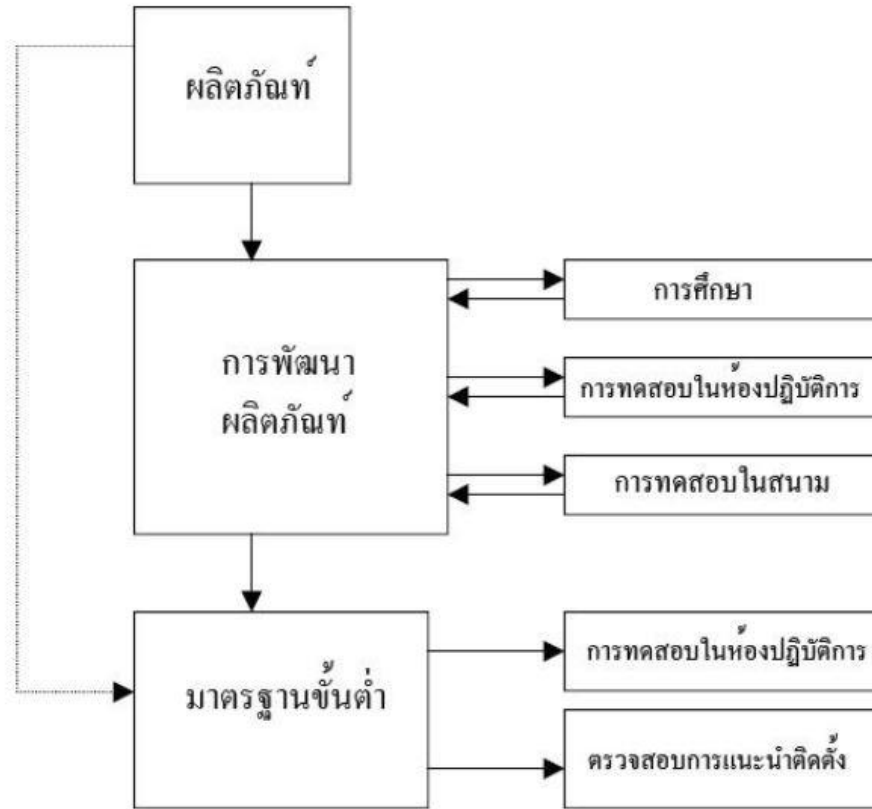 ผลิตภัณฑ์
การพัฒนา
ผลิตภัณฑ์
การศึกษา
การทดสอบในห้องปฏิบัติการ
การทดสอบในสนาม
มาตรฐานขั้นต่ำ
การทดสอบในห้องปฏิบัติการ
ตรวจสอบการแนะนำติดตั้ง